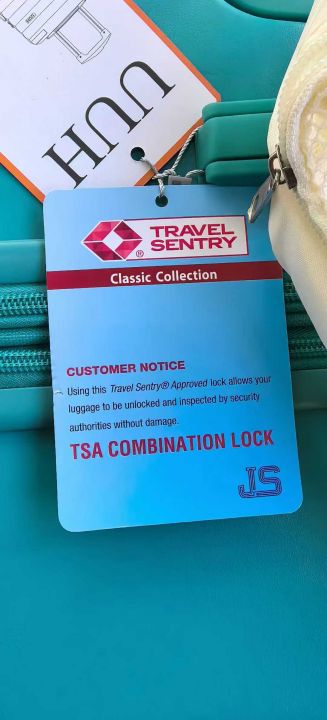 UUH
TRAVEL
SENTRY
®
Classic Collection
CUSTOMER NOTICE
Using this Travel Sentry® Approved lock allows your
luggage to be unlocked and inspected by security
authorities without damage.
TSA COMBINATION LOCK
JS